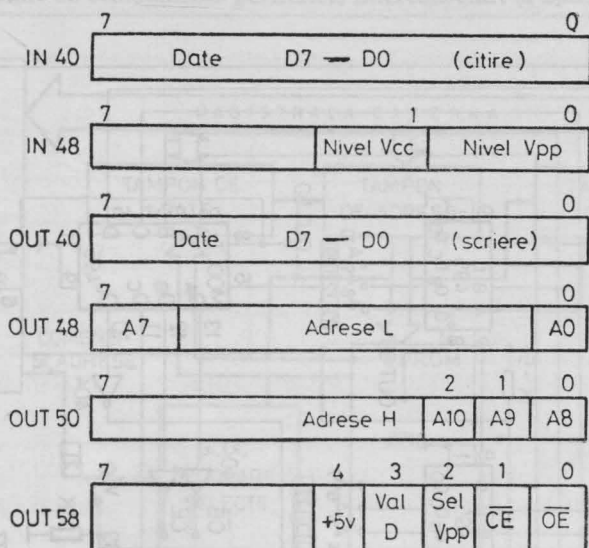 7 0
IN 40 Date D7 — D0 (citire)
7 1 0
IN 48 Nivel Vcc Nivel Vpp
7 0
OUT 40 Date D7 — D0 (scriere)
7 0
OUT 48 A7 Adrese L A0
7 2 1 0
OUT 50 Adrese H A10 A9 A8
7 4 3 2 1 0
Val Sel
OUT 58 +5v D Vpp C̅E̅ O̅E̅